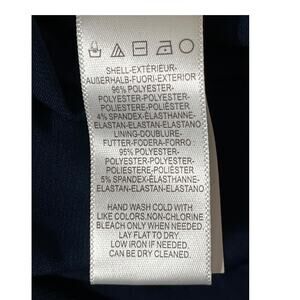 SHELL-EXTÉRIEUR-
AUßERHALB-FUORI-EXTERIOR:
96% POLYESTER-
POLYESTER-POLYESTER-
POLIESTERE-POLIÉSTER
4% SPANDEX-ÉLASTHANNE-
ELASTAN-ELASTAN-ELASTANO
LINING-DOUBLURE-
FUTTER-FODERA-FORRO :
95% POLYESTER-
POLYESTER-POLYESTER-
POLIESTERE-POLIÉSTER
5% SPANDEX-ÉLASTHANNE-
ELASTAN-ELASTAN-ELASTANO
HAND WASH COLD WITH
LIKE COLORS.NON-CHLORINE
BLEACH ONLY WHEN NEEDED.
LAY FLAT TO DRY.
LOW IRON IF NEEDED.
CAN BE DRY CLEANED.